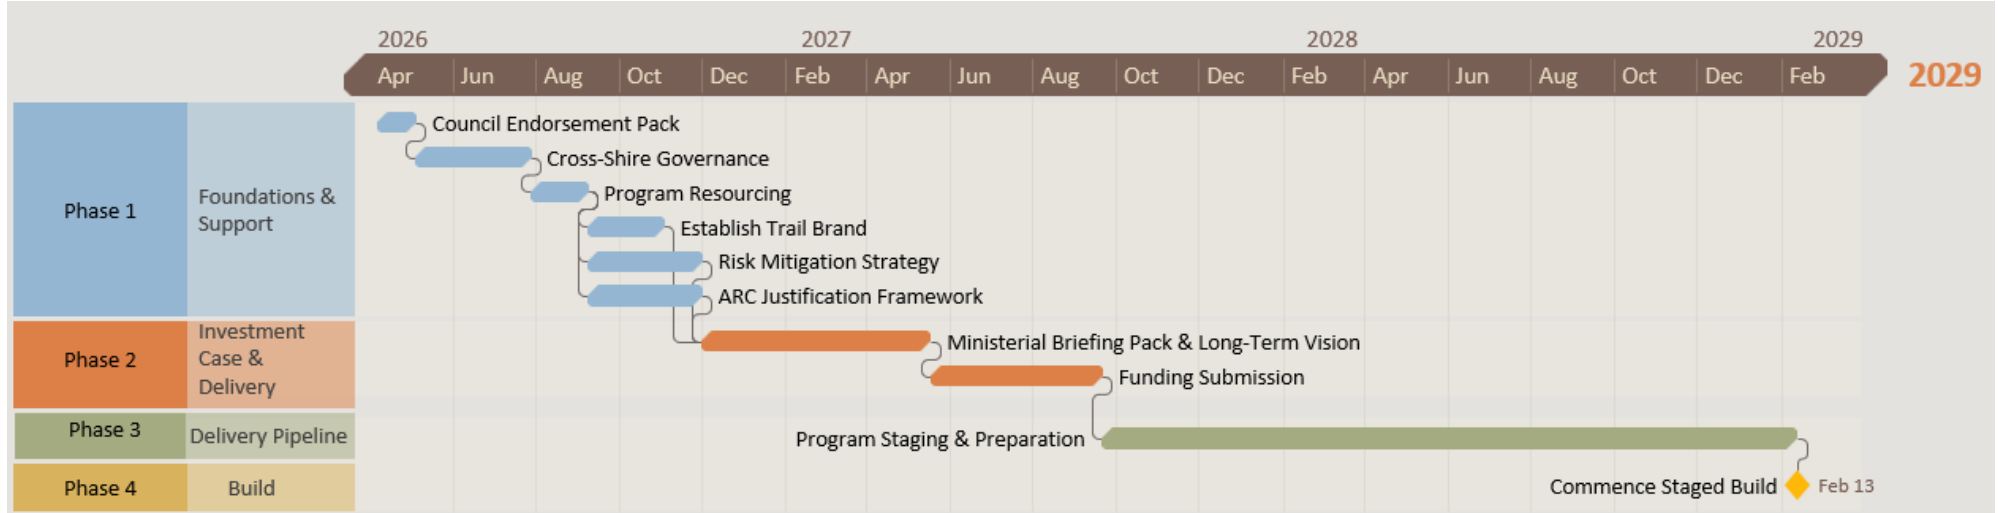 2026 2027 2028 2029
Apr Jun Aug Oct Dec Feb Apr Jun Aug Oct Dec Feb Apr Jun Aug Oct Dec Feb
2029
Phase 1
Foundations &
Support
Council Endorsement Pack
Cross-Shire Governance
Program Resourcing
Establish Trail Brand
Risk Mitigation Strategy
ARC Justification Framework
Phase 2
Investment
Case &
Delivery
Ministerial Briefing Pack & Long-Term Vision
Funding Submission
Phase 3
Delivery Pipeline
Program Staging & Preparation
Phase 4
Build
Commence Staged Build
Feb 13